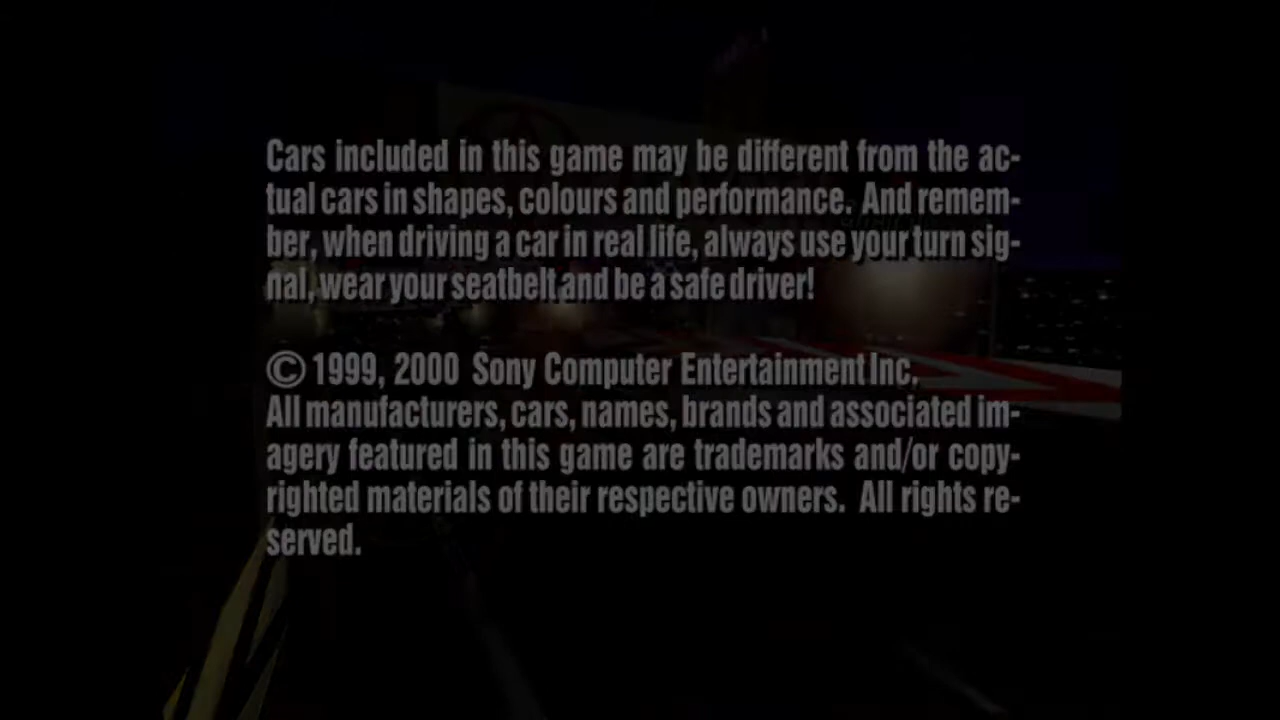 Cars included in this game may be different from the ac-
tual cars in shapes, colours and performance. And remem-
ber, when driving a car in real life, always use your turn sig-
nal, wear your seatbelt and be a safe driver!
© 1999, 2000 Sony Computer Entertainment Inc.
All manufacturers, cars, names, brands and associated im-
agery featured in this game are trademarks and/or copy-
righted materials of their respective owners. All rights re-
served.